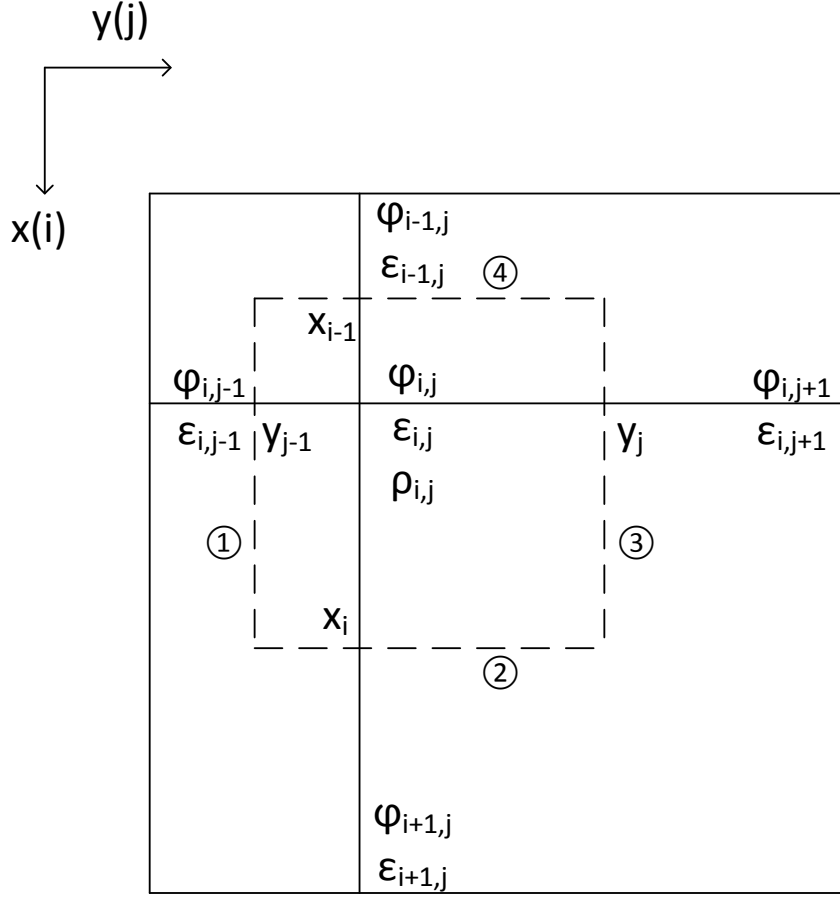 y(j)
x(i)
φi-1,j
εi-1,j
④
xi-1
φi,j-1
φi,j
φi,j+1
εi,j-1
yj-1
εi,j
yj
εi,j+1
ρi,j
①
③
xi
②
φi+1,j
εi+1,j